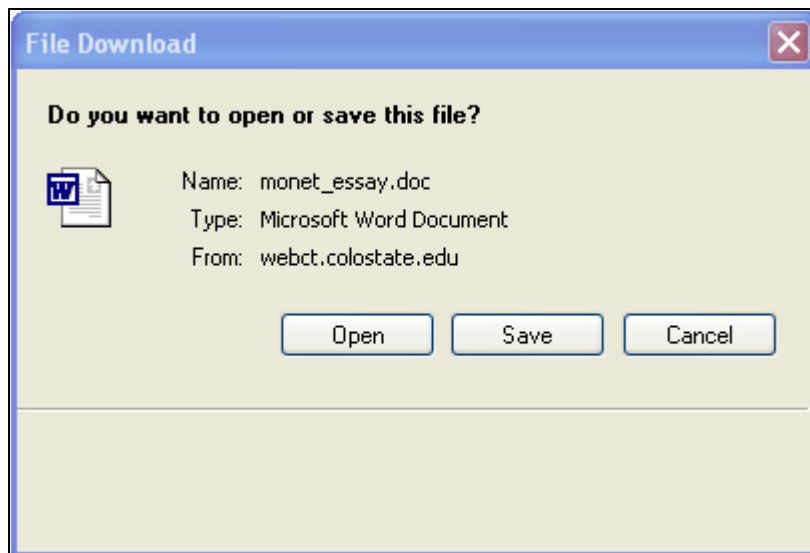 File Download
Do you want to open or save this file?
W
Name: monet_essay.doc
Type: Microsoft Word Document
From: webct.colostate.edu
Open Save Cancel